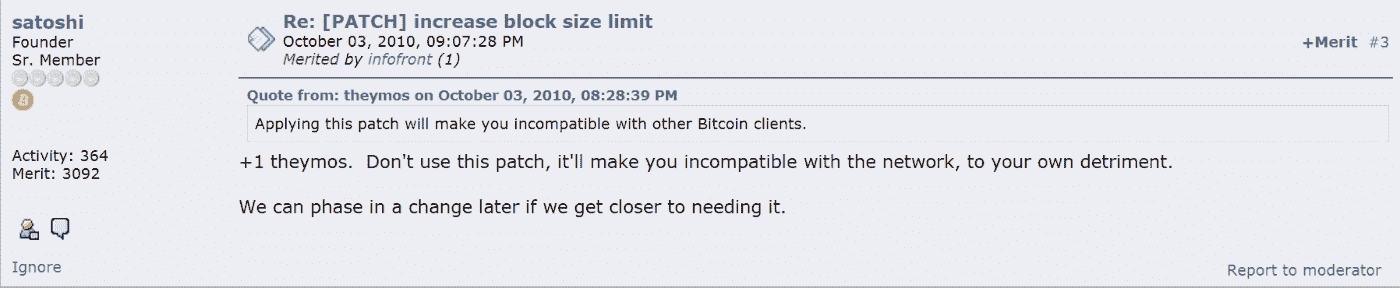 satoshi
Founder
Sr. Member
Activity: 364
Merit: 3092
Ignore
Re: [PATCH] increase block size limit
October 03, 2010, 09:07:28 PM
Merited by infofront (1)
+Merit #3
Quote from: theymos on October 03, 2010, 08:28:39 PM
Applying this patch will make you incompatible with other Bitcoin clients.
+1 theymos.  Don't use this patch, it'll make you incompatible with the network, to your own detriment.
We can phase in a change later if we get closer to needing it.
Report to moderator